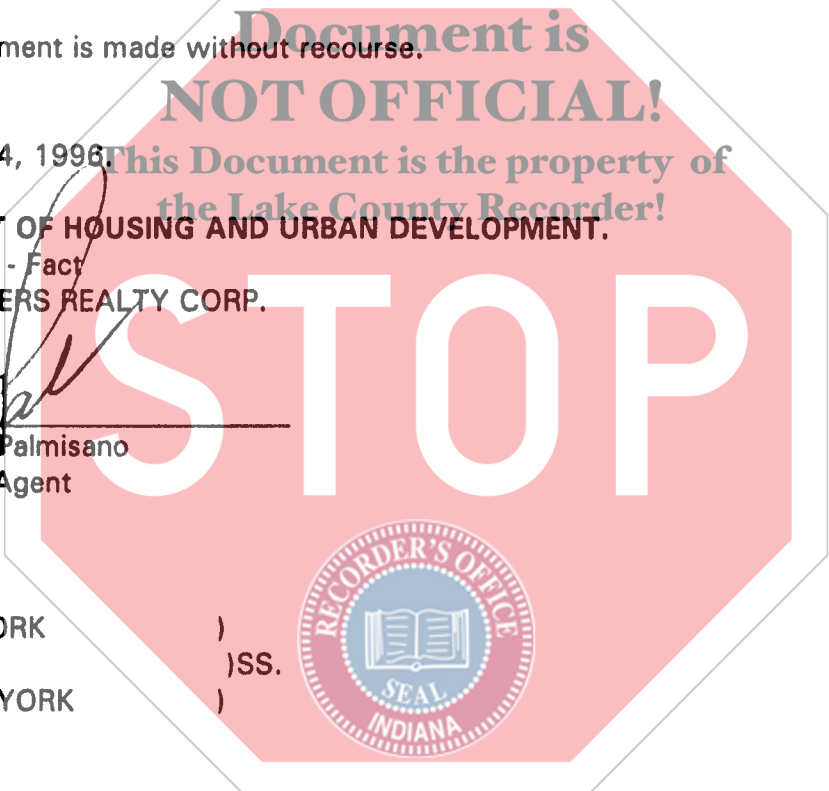 Document is
ment is made without recourse.
NOT OFFICIAL!
4, 1996.
This Document is the property of
the Lake County Recorder!
OF HOUSING AND URBAN DEVELOPMENT.
- Fact
ERS REALTY CORP.
STOP
Palmisano
Agent
RECORDER'S OFFICE
ORK )
)SS.
YORK )
SEAL
INDIANA